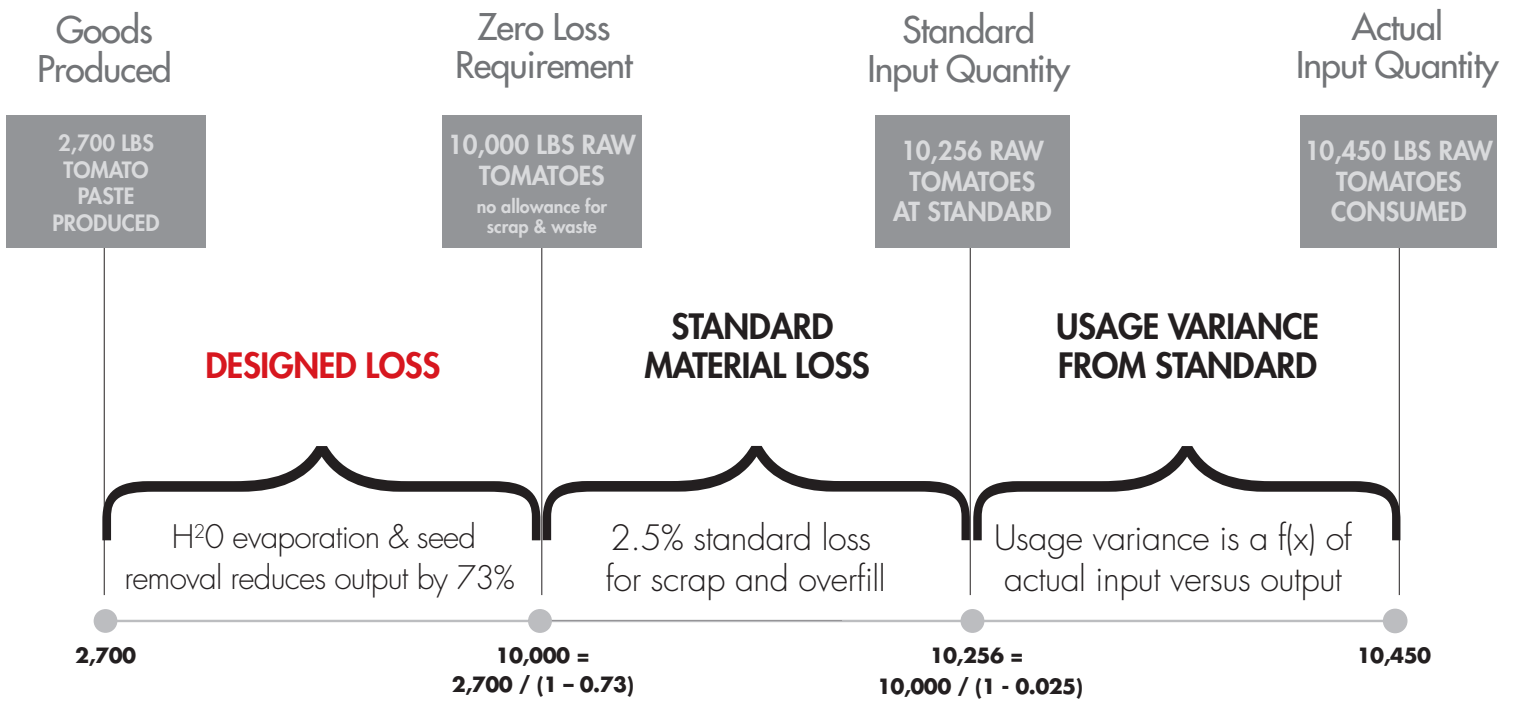 Goods
Produced
Zero Loss
Requirement
Standard
Input Quantity
Actual
Input Quantity
2,700 LBS
TOMATO
PASTE
PRODUCED
10,000 LBS RAW
TOMATOES
no allowance for
scrap & waste
10,256 RAW
TOMATOES
AT STANDARD
10,450 LBS RAW
TOMATOES
CONSUMED
DESIGNED LOSS
STANDARD
MATERIAL LOSS
USAGE VARIANCE
FROM STANDARD
H²0 evaporation & seed
removal reduces output by 73%
2.5% standard loss
for scrap and overfill
Usage variance is a f(x) of
actual input versus output
2,700
10,000 =
2,700 / (1 – 0.73)
10,256 =
10,000 / (1 - 0.025)
10,450